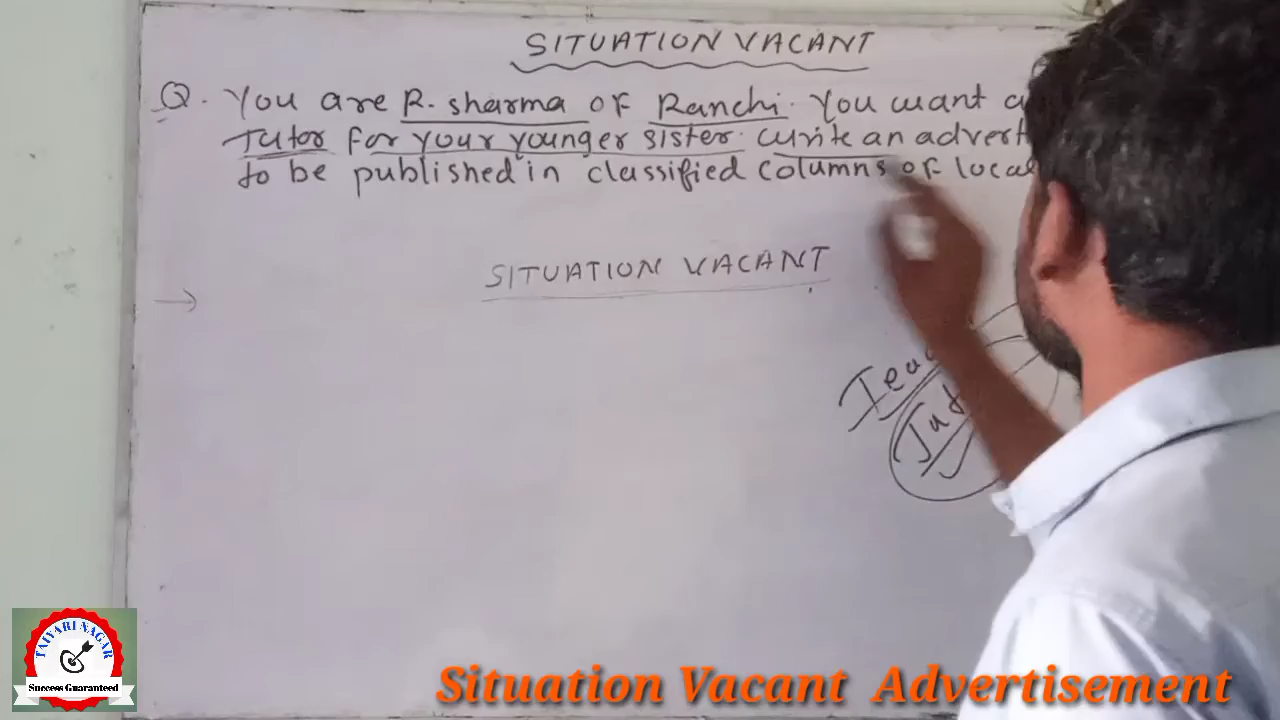 SITUATION VACANT
Q. You are R. sharma of Ranchi. You want a
Tutor for your younger sister. write an advert
to be published in classified columns of local
SITUATION VACANT
→
TAIYARI NAGAR
Success Guaranteed
Situation Vacant Advertisement